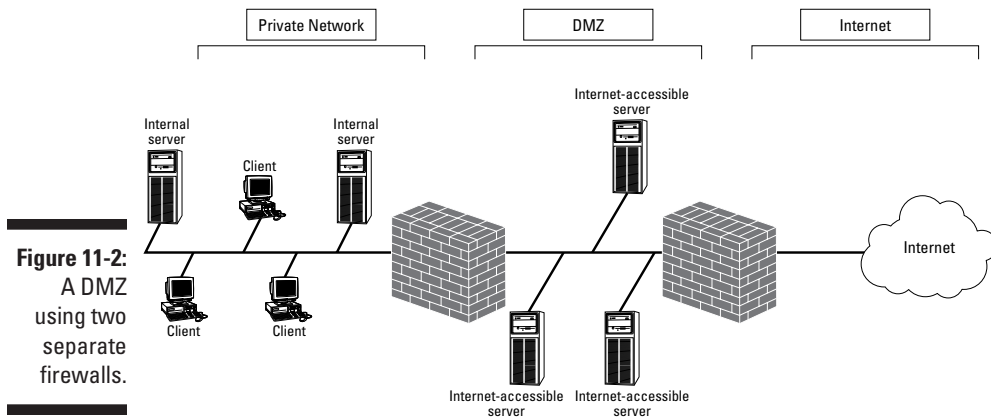 Private Network
DMZ
Internet
Internet-accessible
server
Internal
server
Client
Internal
server
Internet
Client
Client
Internet-accessible
server
Internet-accessible
server
Figure 11-2:
A DMZ
using two
separate
firewalls.